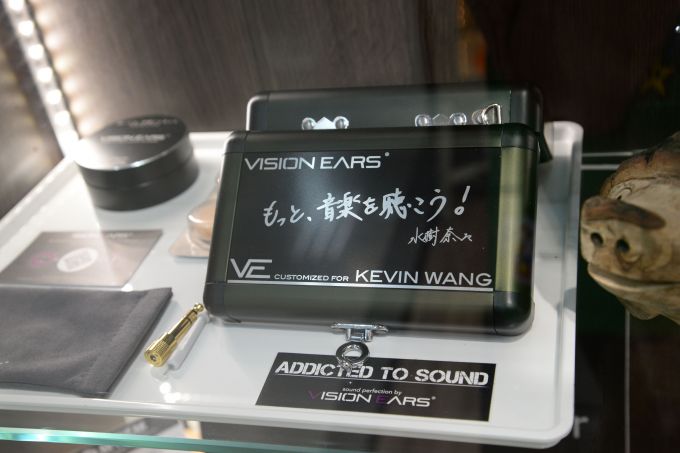 VISION EARS®
もっと、音楽を聴こう!
水樹奈々
VE CUSTOMIZED FOR KEVIN WANG
ADDICTED TO SOUND
sound perfection by
VISION EARS®